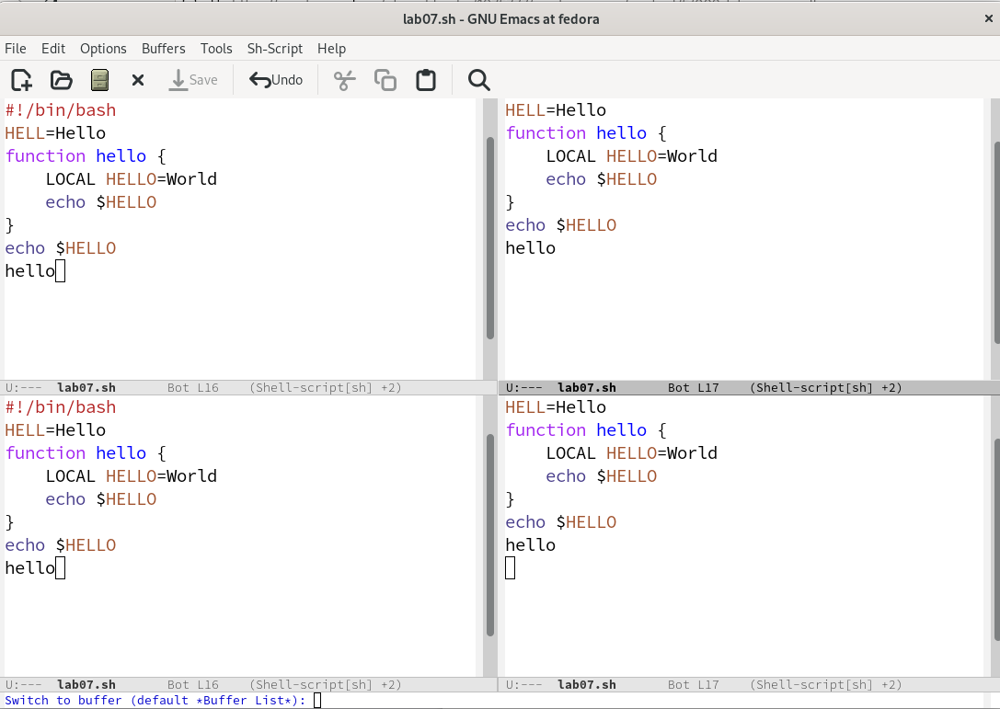 lab07.sh - GNU Emacs at fedora
File Edit Options Buffers Tools Sh-Script Help
Save Undo
#!/bin/bash
HELL=Hello
function hello {
    LOCAL HELLO=World
    echo $HELLO
}
echo $HELLO
hello
U:--- lab07.sh Bot L16 (Shell-script[sh] +2)
HELL=Hello
function hello {
    LOCAL HELLO=World
    echo $HELLO
}
echo $HELLO
hello
U:--- lab07.sh Bot L17 (Shell-script[sh] +2)
#!/bin/bash
HELL=Hello
function hello {
    LOCAL HELLO=World
    echo $HELLO
}
echo $HELLO
hello
U:--- lab07.sh Bot L16 (Shell-script[sh] +2)
HELL=Hello
function hello {
    LOCAL HELLO=World
    echo $HELLO
}
echo $HELLO
hello
U:--- lab07.sh Bot L17 (Shell-script[sh] +2)
Switch to buffer (default *Buffer List*):